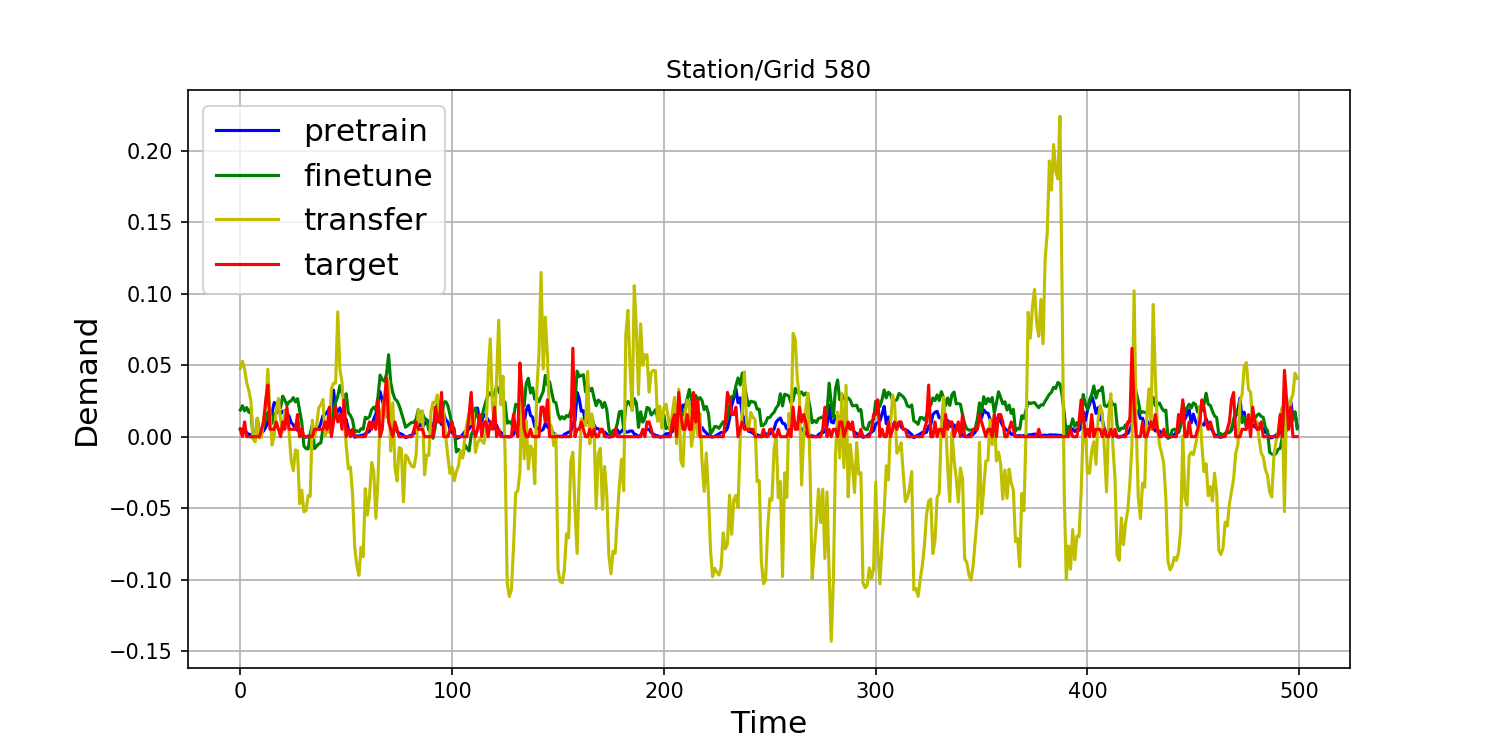 Station/Grid 580
pretrain
finetune
transfer
target
Demand
0.20
0.15
0.10
0.05
0.00
−0.05
−0.10
−0.15
0 100 200 300 400 500
Time